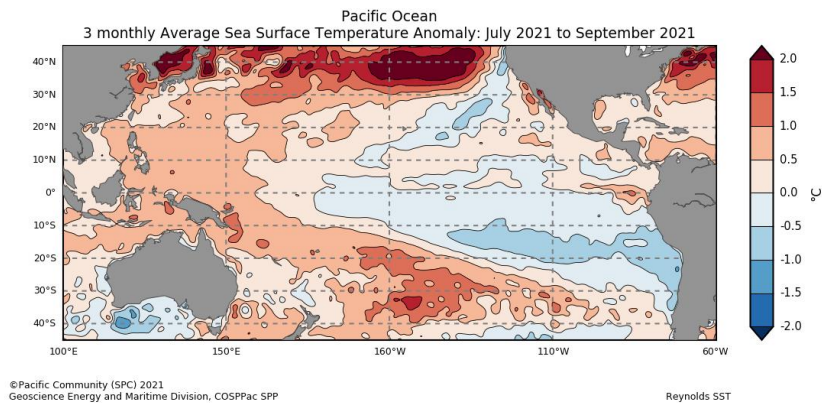 Pacific Ocean
3 monthly Average Sea Surface Temperature Anomaly: July 2021 to September 2021
40°N
30°N
20°N
10°N
0°
10°S
20°S
30°S
40°S
100°E 150°E 160°W 110°W 60°W
2.0
1.5
1.0
0.5
0.0
-0.5
-1.0
-1.5
-2.0
°C
©Pacific Community (SPC) 2021
Geoscience Energy and Maritime Division, COSPPac SPP
Reynolds SST